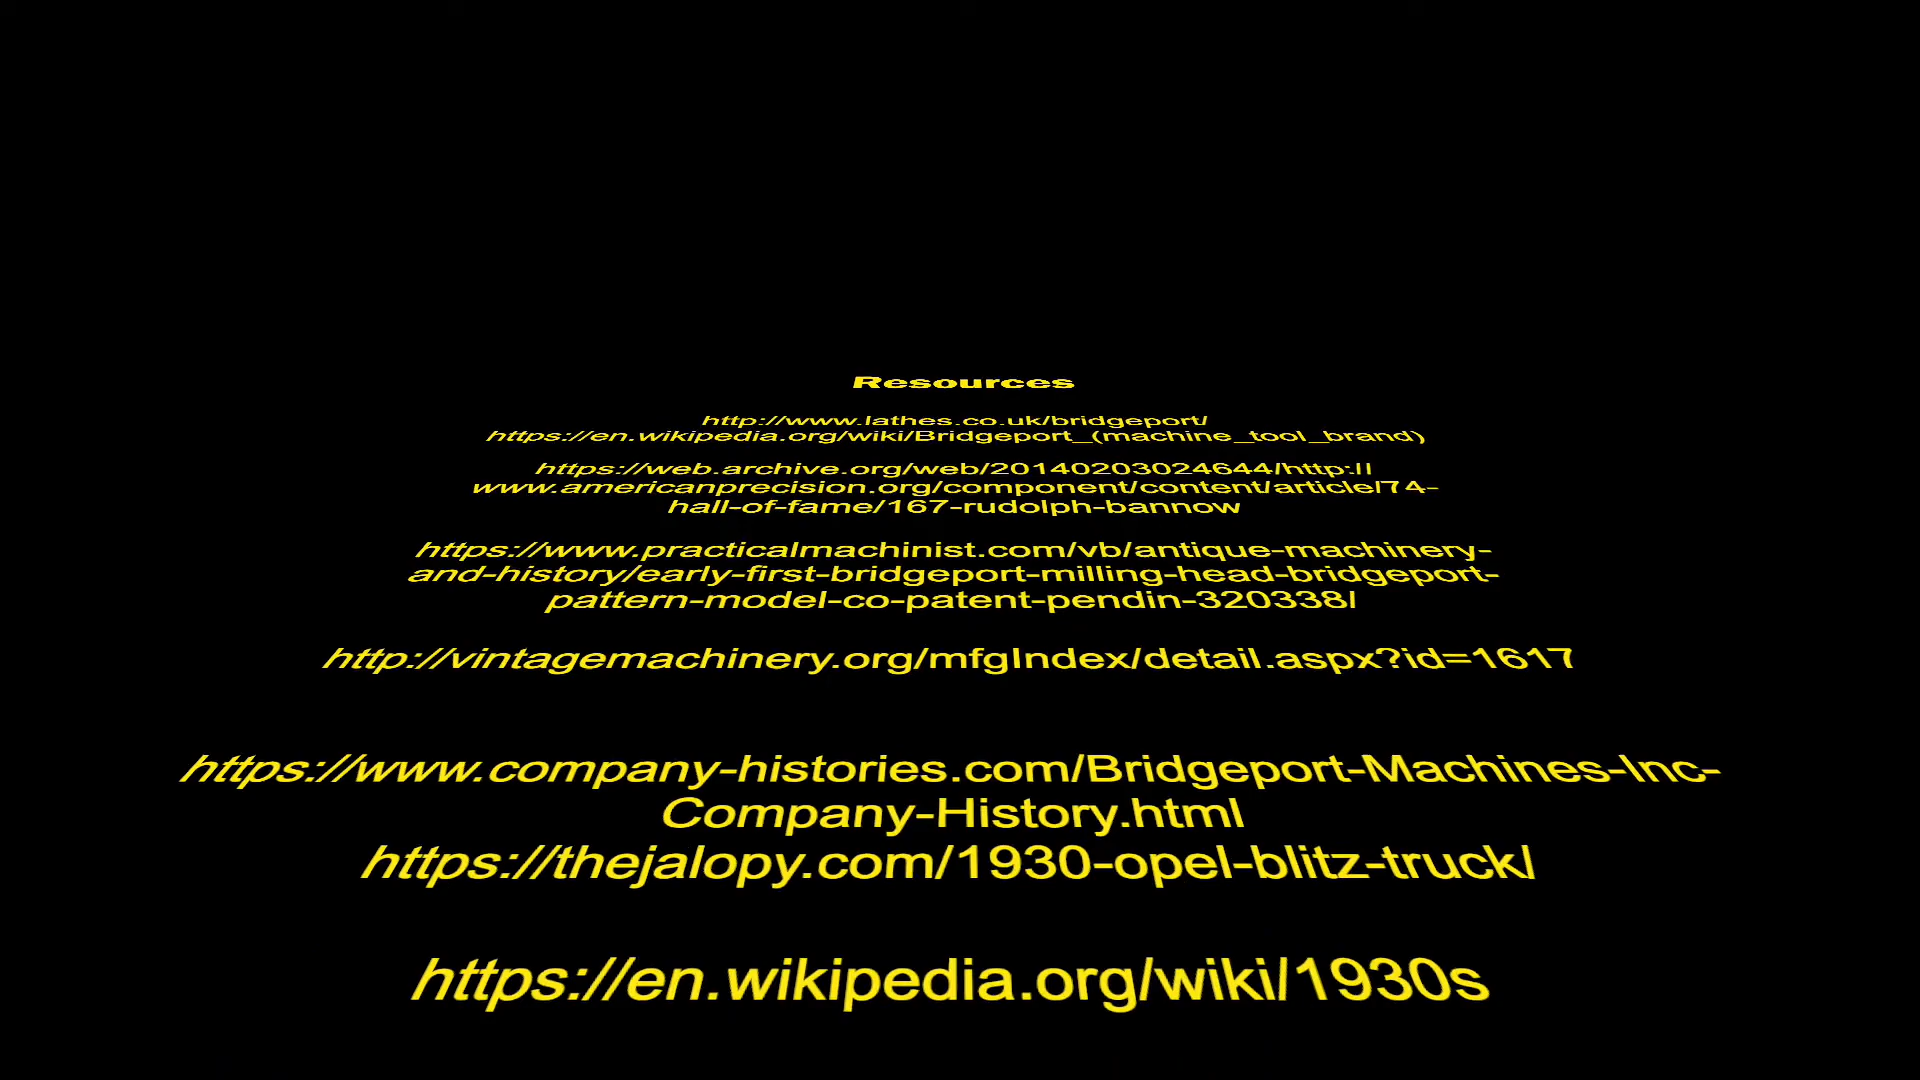 Resources
http://www.lathes.co.uk/bridgeport/
https://en.wikipedia.org/wiki/Bridgeport_(machine_tool_brand)
https://web.archive.org/web/20140203024644/http://
www.americanprecision.org/component/content/article/74-
hall-of-fame/167-rudolph-bannow
https://www.practicalmachinist.com/vb/antique-machinery-
and-history/early-first-bridgeport-milling-head-bridgeport-
pattern-model-co-patent-pendin-320338/
http://vintagemachinery.org/mfgIndex/detail.aspx?id=1617
https://www.company-histories.com/Bridgeport-Machines-Inc-
Company-History.html
https://thejalopy.com/1930-opel-blitz-truck/
https://en.wikipedia.org/wiki/1930s